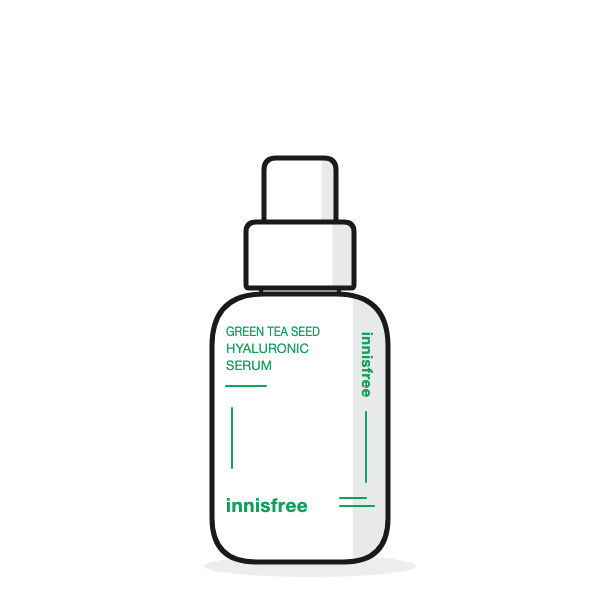 GREEN TEA SEED
HYALURONIC
SERUM
innisfree
innisfree